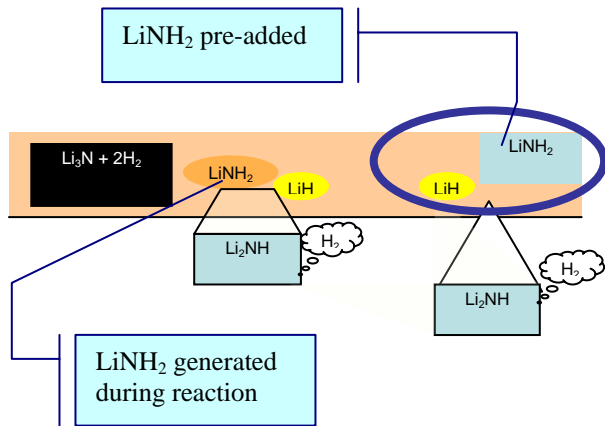 LiNH₂ pre-added
Li₃N + 2H₂
LiNH₂
LiH
LiH
LiNH₂
Li₂NH
H₂
Li₂NH
H₂
LiNH₂ generated
during reaction